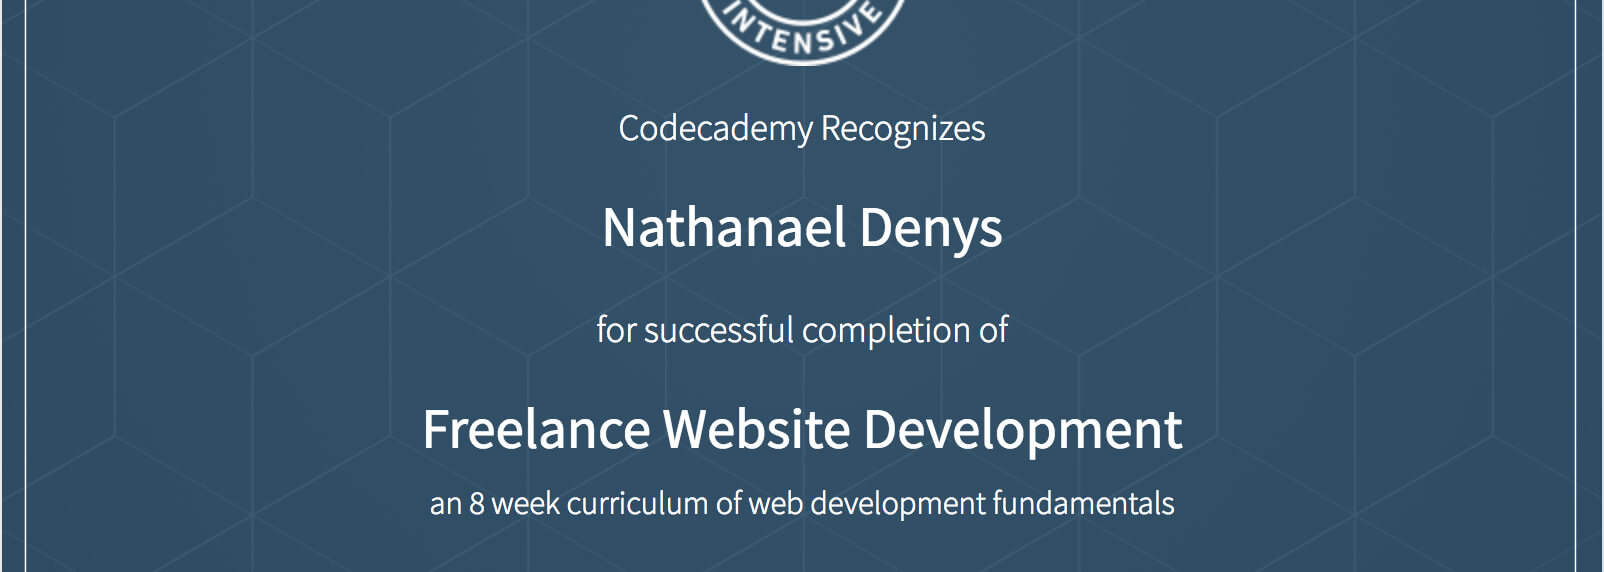 INTENSIVE
Codecademy Recognizes
Nathanael Denys
for successful completion of
Freelance Website Development
an 8 week curriculum of web development fundamentals